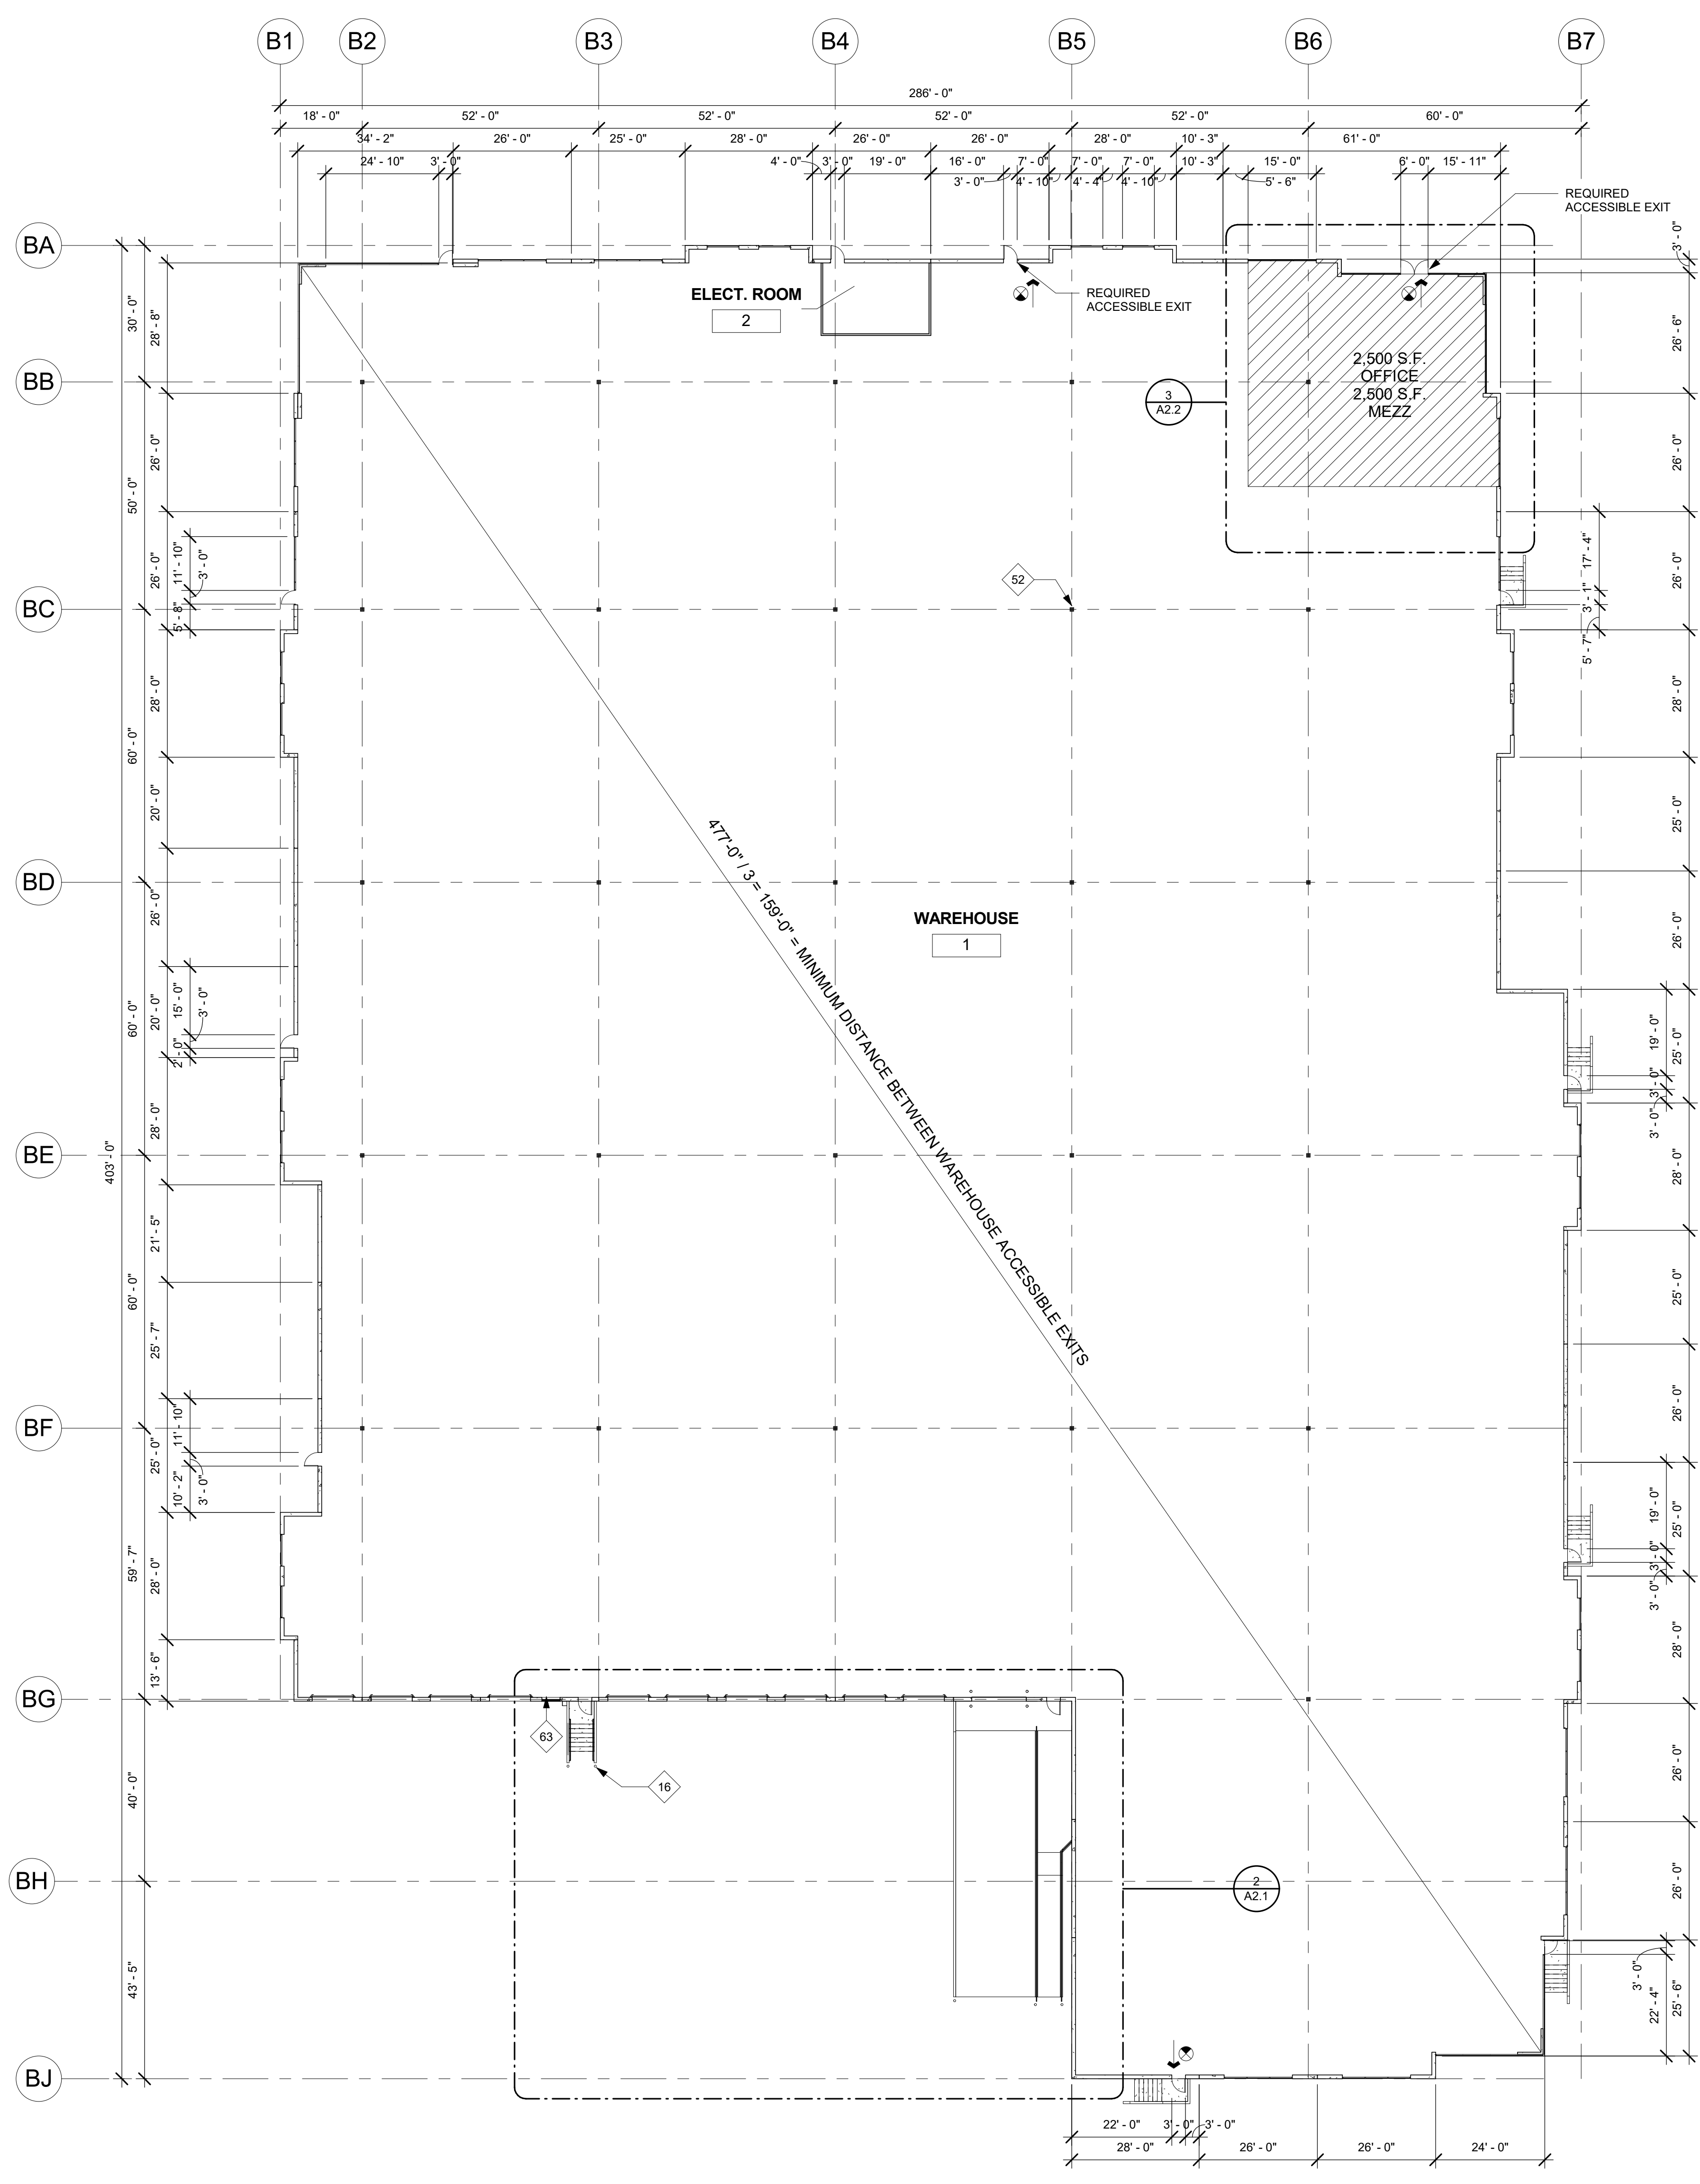 B1 B2 B3 B4 B5 B6 B7
286' - 0"
18' - 0" 52' - 0" 52' - 0" 52' - 0" 52' - 0" 60' - 0"
34' - 2" 26' - 0" 25' - 0" 28' - 0" 26' - 0" 26' - 0" 28' - 0" 10' - 3" 61' - 0"
24' - 10" 3' - 0" 4' - 0" 3' - 0" 19' - 0" 16' - 0" 7' - 0" 7' - 0" 7' - 0" 10' - 3" 15' - 0" 6' - 0" 15' - 11"
3' - 0" 4' - 10" 4' - 4" 4' - 10" 5' - 6"
REQUIRED
ACCESSIBLE EXIT
BA
BB
BC
BD
BE
BF
BG
BH
BJ
403' - 0"
30' - 0"
50' - 0"
60' - 0"
60' - 0"
60' - 0"
59' - 7"
40' - 0"
43' - 5"
28' - 8"
26' - 0"
26' - 0"
28' - 0"
20' - 0"
26' - 0"
20' - 0"
28' - 0"
21' - 5"
25' - 7"
25' - 0"
28' - 0"
13' - 6"
11' - 10"
3' - 0"
5' - 8"
15' - 0"
3' - 0"
2' - 0"
11' - 10"
3' - 0"
10' - 2"
ELECT. ROOM
2
REQUIRED
ACCESSIBLE EXIT
2,500 S.F.
OFFICE
2,500 S.F.
MEZZ
3
A2.2
52
WAREHOUSE
1
477'-0" / 3 = 159'-0" = MINIMUM DISTANCE BETWEEN WAREHOUSE ACCESSIBLE EXITS
63
16
2
A2.1
3' - 0"
26' - 6"
26' - 0"
26' - 0"
28' - 0"
25' - 0"
26' - 0"
25' - 0"
28' - 0"
25' - 0"
26' - 0"
25' - 0"
28' - 0"
26' - 0"
26' - 0"
25' - 6"
17' - 4"
3' - 1"
5' - 7"
19' - 0"
3' - 0"
3' - 0"
19' - 0"
3' - 0"
3' - 0"
3' - 0"
22' - 4"
22' - 0" 3' - 0" 3' - 0"
28' - 0" 26' - 0" 26' - 0" 24' - 0"